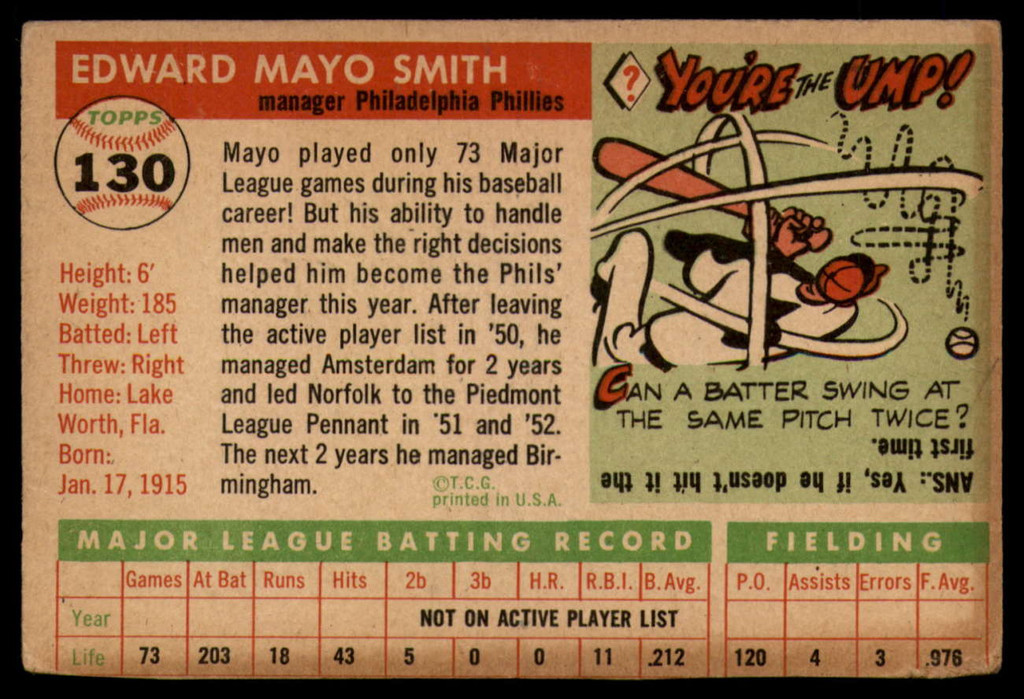 EDWARD MAYO SMITH
manager Philadelphia Phillies
TOPPS
130
Height: 6'
Weight: 185
Batted: Left
Threw: Right
Home: Lake
Worth, Fla.
Born:
Jan. 17, 1915
Mayo played only 73 Major
League games during his baseball
career! But his ability to handle
men and make the right decisions
helped him become the Phils'
manager this year. After leaving
the active player list in '50, he
managed Amsterdam for 2 years
and led Norfolk to the Piedmont
League Pennant in '51 and '52.
The next 2 years he managed Bir-
mingham.
©T.C.G.
printed in U.S.A.
? YOU'RE THE UMP!
CAN A BATTER SWING AT
THE SAME PITCH TWICE?
ANS.: Yes, if he doesn't hit it the
first time.
MAJOR LEAGUE BATTING RECORD FIELDING
Games At Bat Runs Hits 2b 3b H.R. R.B.I. B. Avg. P.O. Assists Errors F. Avg.
Year NOT ON ACTIVE PLAYER LIST
Life 73 203 18 43 5 0 0 11 .212 120 4 3 .976